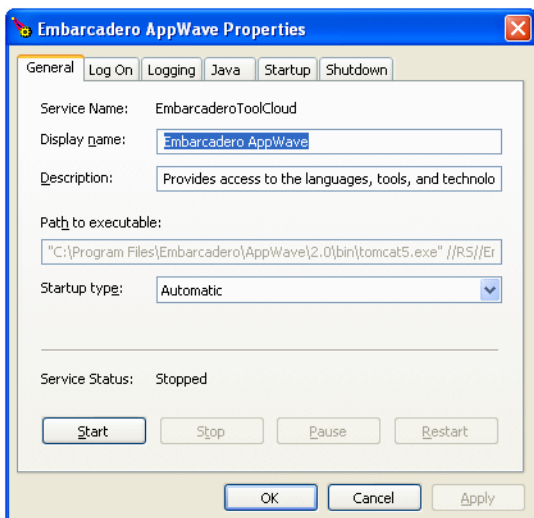 Embarcadero AppWave Properties
General Log On Logging Java Startup Shutdown
Service Name: EmbarcaderoToolCloud
Display name: Embarcadero AppWave
Description: Provides access to the languages, tools, and technolo
Path to executable:
"C:\Program Files\Embarcadero\AppWave\2.0\bin\tomcat5.exe" //RS//Er
Startup type: Automatic
Service Status: Stopped
Start Stop Pause Restart
OK Cancel Apply